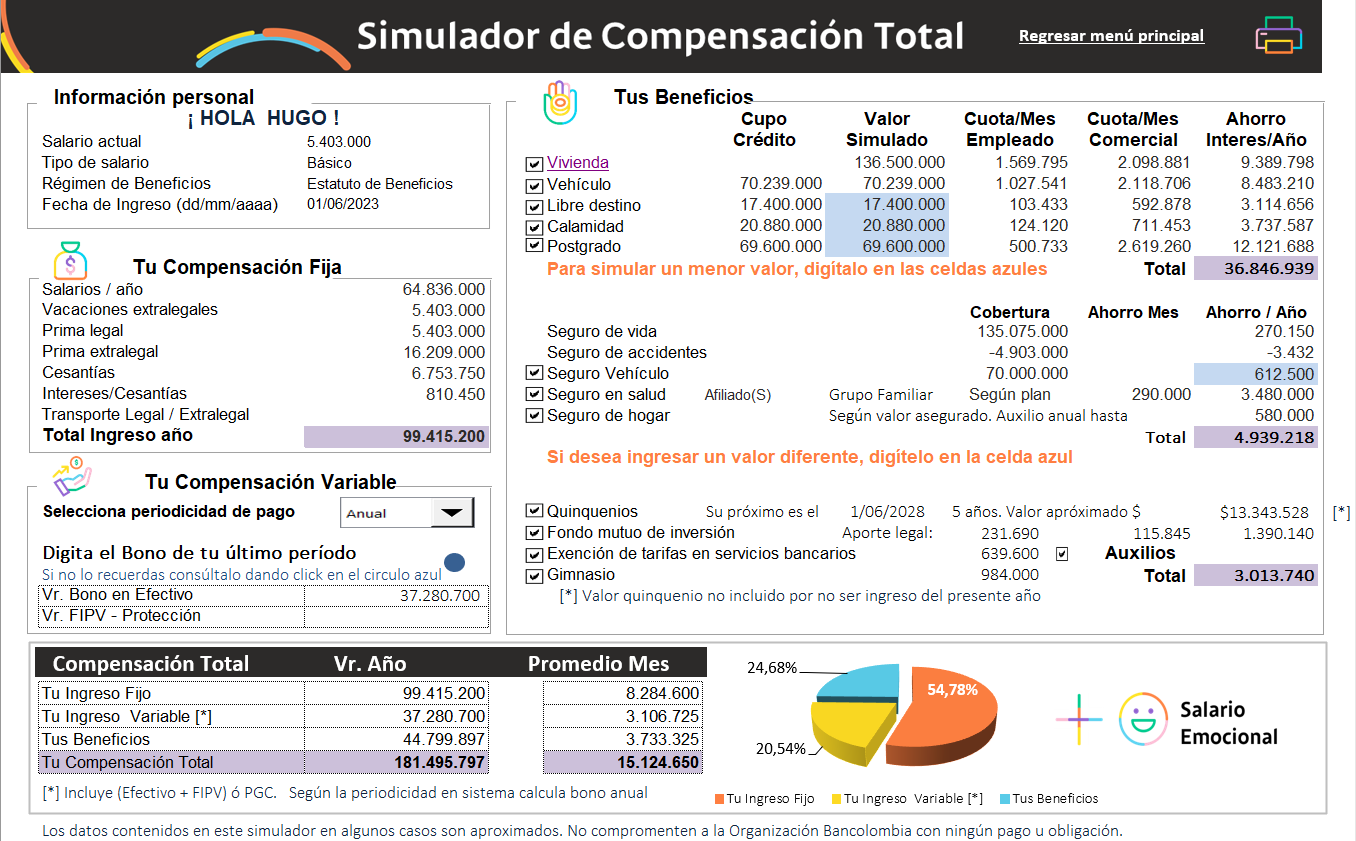 Simulador de Compensación Total
Regresar menú principal
Información personal
¡ HOLA HUGO !
Salario actual 5.403.000
Tipo de salario Básico
Régimen de Beneficios Estatuto de Beneficios
Fecha de Ingreso (dd/mm/aaaa) 01/06/2023
Tu Compensación Fija
Salarios / año 64.836.000
Vacaciones extralegales 5.403.000
Prima legal 5.403.000
Prima extralegal 16.209.000
Cesantías 6.753.750
Intereses/Cesantías 810.450
Transporte Legal / Extralegal
Total Ingreso año 99.415.200
Tu Compensación Variable
Selecciona periodicidad de pago Anual
Digita el Bono de tu último período
Si no lo recuerdas consúltalo dando click en el circulo azul
Vr. Bono en Efectivo 37.280.700
Vr. FIPV - Protección
Tus Beneficios
Cupo Crédito Valor Simulado Cuota/Mes Empleado Cuota/Mes Comercial Ahorro Interes/Año
Vivienda 136.500.000 1.569.795 2.098.881 9.389.798
Vehículo 70.239.000 70.239.000 1.027.541 2.118.706 8.483.210
Libre destino 17.400.000 17.400.000 103.433 592.878 3.114.656
Calamidad 20.880.000 20.880.000 124.120 711.453 3.737.587
Postgrado 69.600.000 69.600.000 500.733 2.619.260 12.121.688
Para simular un menor valor, digítalo en las celdas azules Total 36.846.939
Cobertura Ahorro Mes Ahorro / Año
Seguro de vida 135.075.000 270.150
Seguro de accidentes -4.903.000 -3.432
Seguro Vehículo 70.000.000 612.500
Seguro en salud Afiliado(S) Grupo Familiar Según plan 290.000 3.480.000
Seguro de hogar Según valor asegurado. Auxilio anual hasta 580.000
Total 4.939.218
Si desea ingresar un valor diferente, digítelo en la celda azul
Quinquenios Su próximo es el 1/06/2028 5 años. Valor apróximado $ $13.343.528 [*]
Fondo mutuo de inversión Aporte legal: 231.690 115.845 1.390.140
Exención de tarifas en servicios bancarios 639.600 Auxilios
Gimnasio 984.000 Total 3.013.740
[*] Valor quinquenio no incluido por no ser ingreso del presente año
Compensación Total Vr. Año Promedio Mes
Tu Ingreso Fijo 99.415.200 8.284.600
Tu Ingreso Variable [*] 37.280.700 3.106.725
Tus Beneficios 44.799.897 3.733.325
Tu Compensación Total 181.495.797 15.124.650
[*] Incluye (Efectivo + FIPV) ó PGC. Según la periodicidad en sistema calcula bono anual
24,68%
54,78%
20,54%
Tu Ingreso Fijo Tu Ingreso Variable [*] Tus Beneficios
Salario
Emocional
Los datos contenidos en este simulador en algunos casos son aproximados. No compromenten a la Organización Bancolombia con ningún pago u obligación.